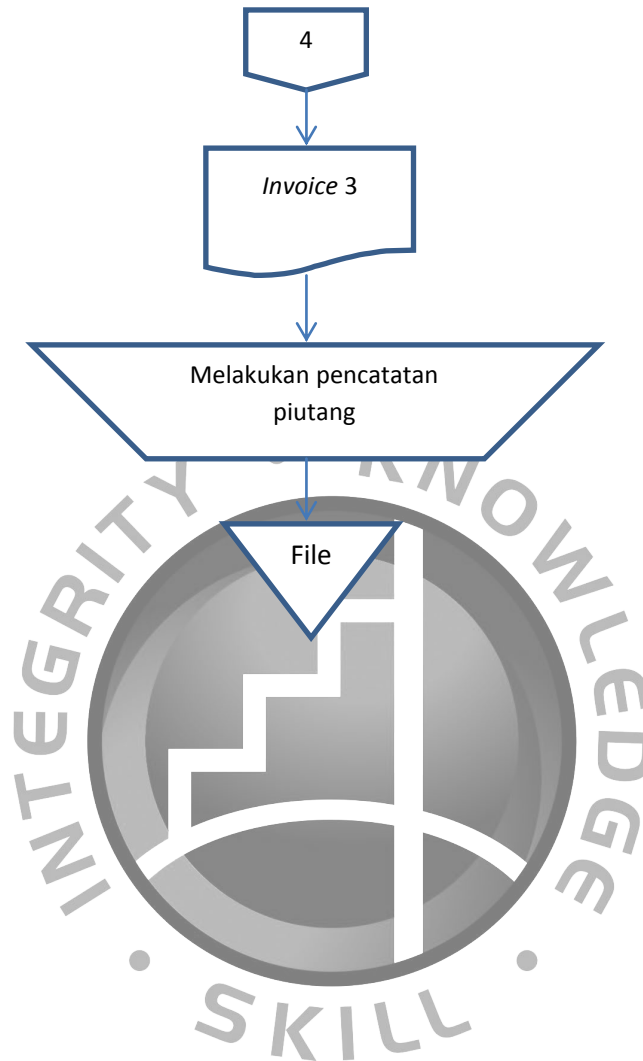 4
Invoice 3
Melakukan pencatatan
piutang
File
INTEGRITY • KNOWLEDGE
• SKILL •